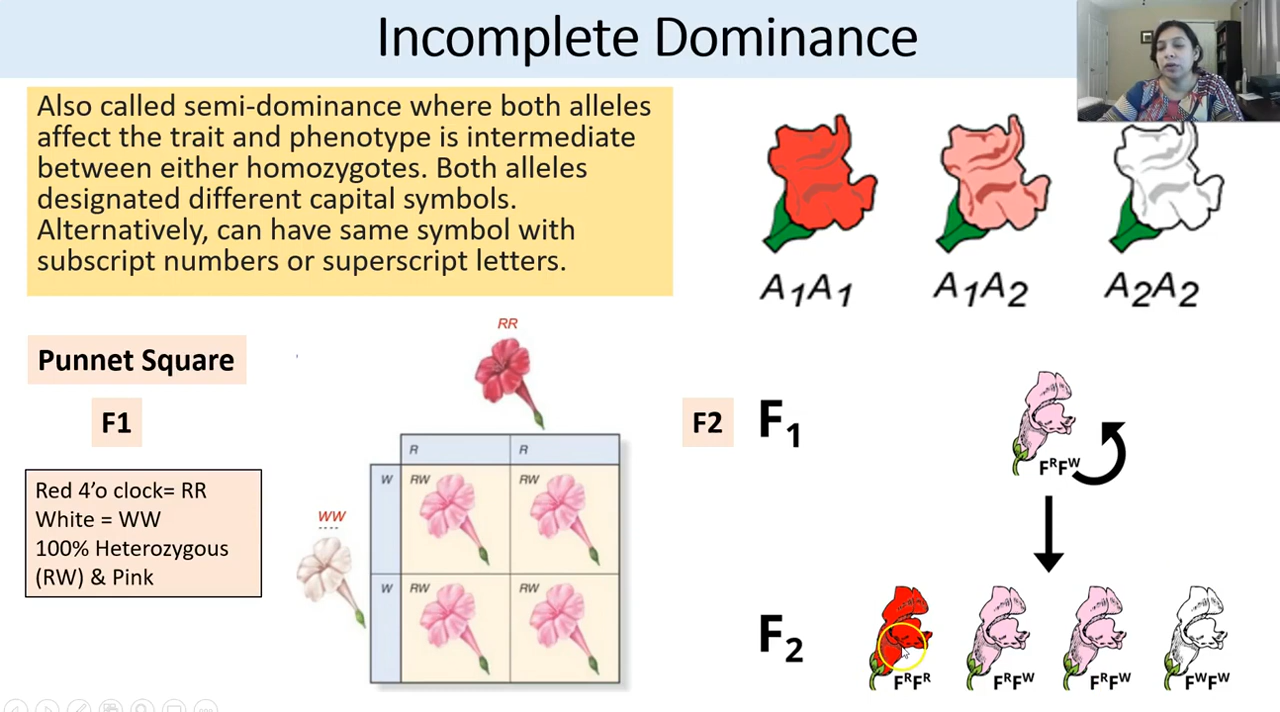 Incomplete Dominance
Also called semi-dominance where both alleles
affect the trait and phenotype is intermediate
between either homozygotes. Both alleles
designated different capital symbols.
Alternatively, can have same symbol with
subscript numbers or superscript letters.
A₁A₁ A₁A₂ A₂A₂
Punnet Square
F1
Red 4’o clock= RR
White = WW
100% Heterozygous
(RW) & Pink
RR
R R
WW
W RW RW
W RW RW
F2
F₁
FᴿFᵂ
F₂
FᴿFᴿ FᴿFᵂ FᴿFᵂ FᵂFᵂ